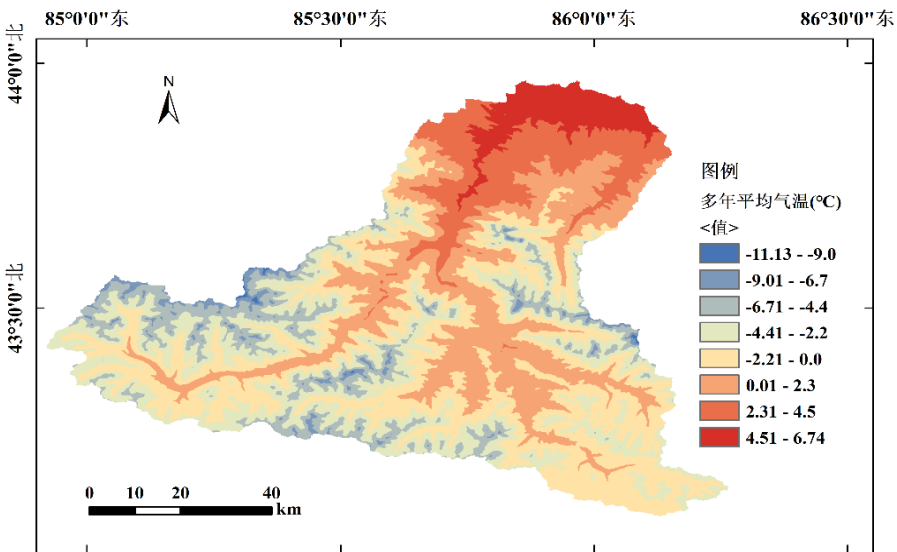 85°0'0"东 85°30'0"东 86°0'0"东 86°30'0"东
44°0'0"北
43°30'0"北
N
图例
多年平均气温(°C)
<值>
-11.13 - -9.0
-9.01 - -6.7
-6.71 - -4.4
-4.41 - -2.2
-2.21 - 0.0
0.01 - 2.3
2.31 - 4.5
4.51 - 6.74
0 10 20 40
km